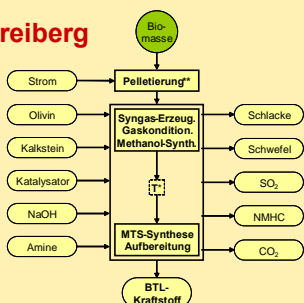 reiberg
Bio-
masse
Strom
Pelletierung**
Olivin
Kalkstein
Katalysator
NaOH
Amine
Syngas-Erzeug.
Gaskondition.
Methanol-Synth.
T*
MTS-Synthese
Aufbereitung
Schlacke
Schwefel
SO₂
NMHC
CO₂
BTL-
Kraftstoff